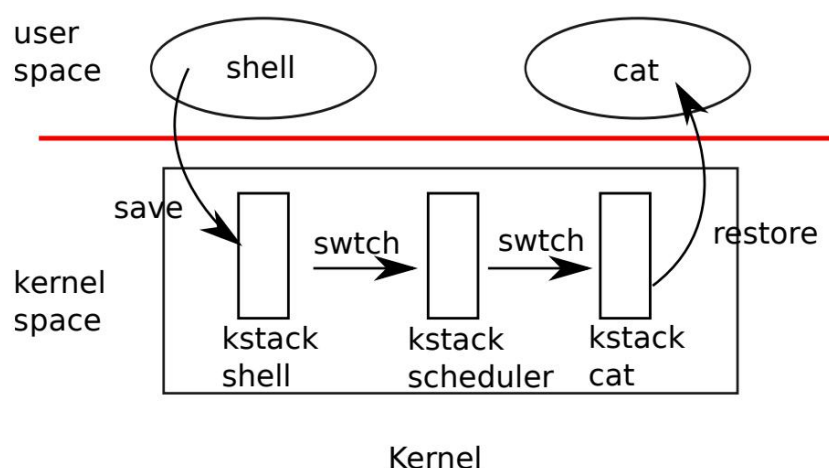 user
space
shell
cat
save
swtch
swtch
restore
kernel
space
kstack
shell
kstack
scheduler
kstack
cat
Kernel